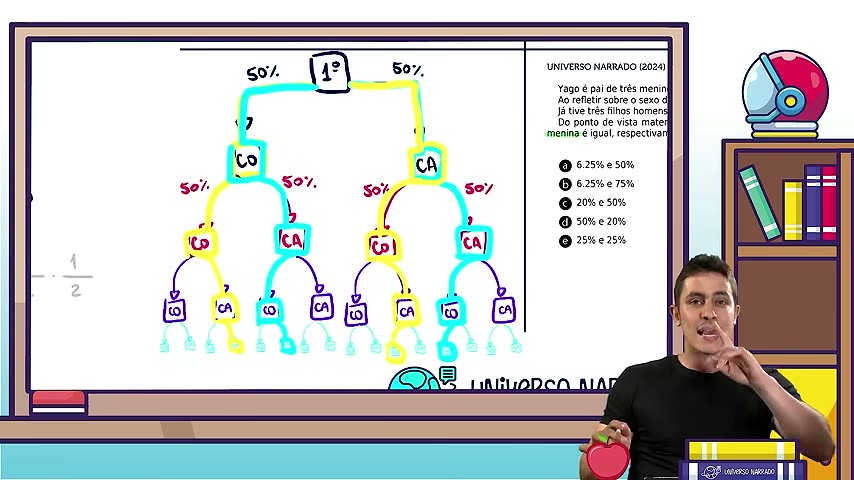 1º
50%
50%
CO
CA
50%
50%
50%
50%
CO
CA
CO
CA
CO
CA
CO
CA
CO
CA
CO
CA
1
2
UNIVERSO NARRADO (2024)
Yago é pai de três menin
Ao refletir sobre o sexo d
Já tive três filhos homens
Do ponto de vista mater
menina é igual, respectivam
a 6.25% e 50%
b 6.25% e 75%
c 20% e 50%
d 50% e 20%
e 25% e 25%
UNIVERSO NAR
UNIVERSO NARRADO